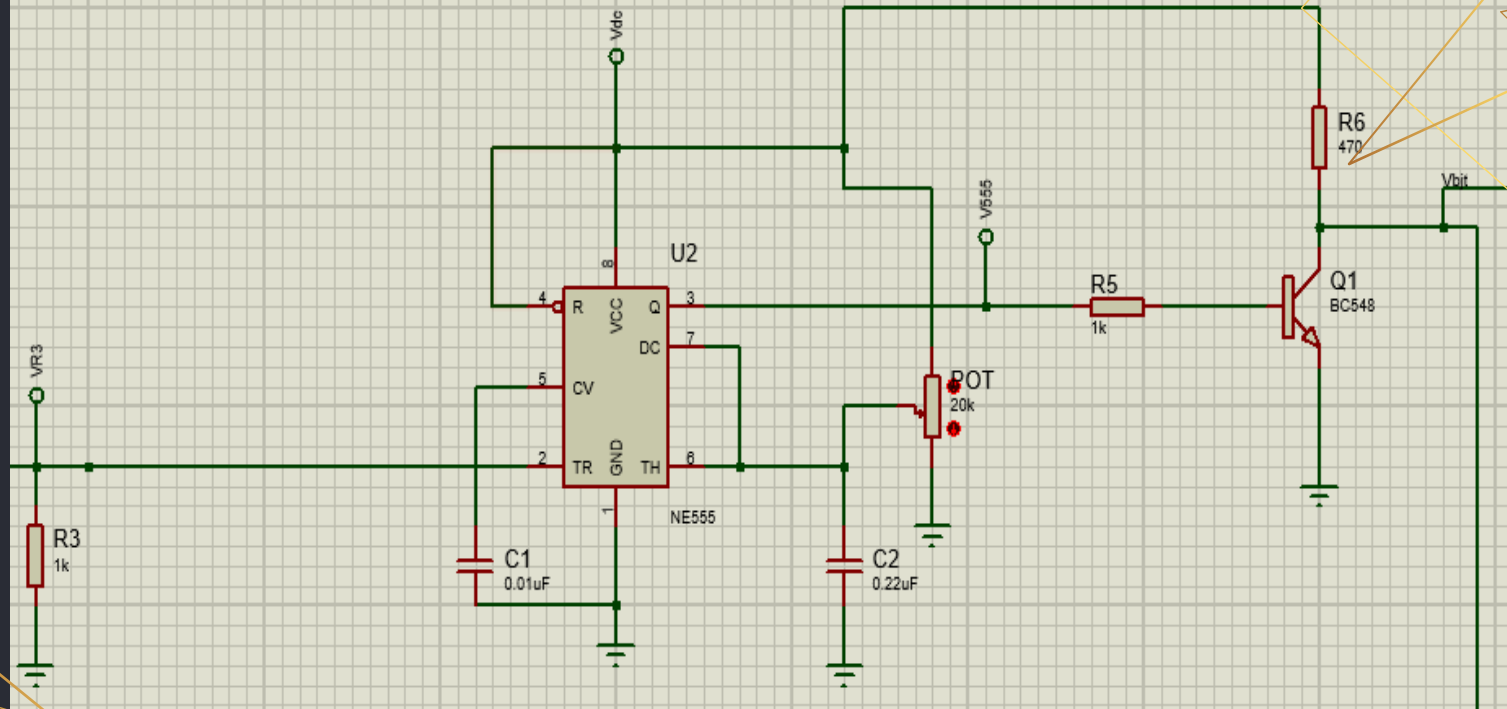 Vdc
R6
470
Vbit
V555
U2
8
4
R
VCC
Q
3
R5
1k
Q1
BC548
DC
7
VR3
5
CV
POT
20k
2
TR
GND
TH
6
1
NE555
R3
1k
C1
0.01uF
C2
0.22uF